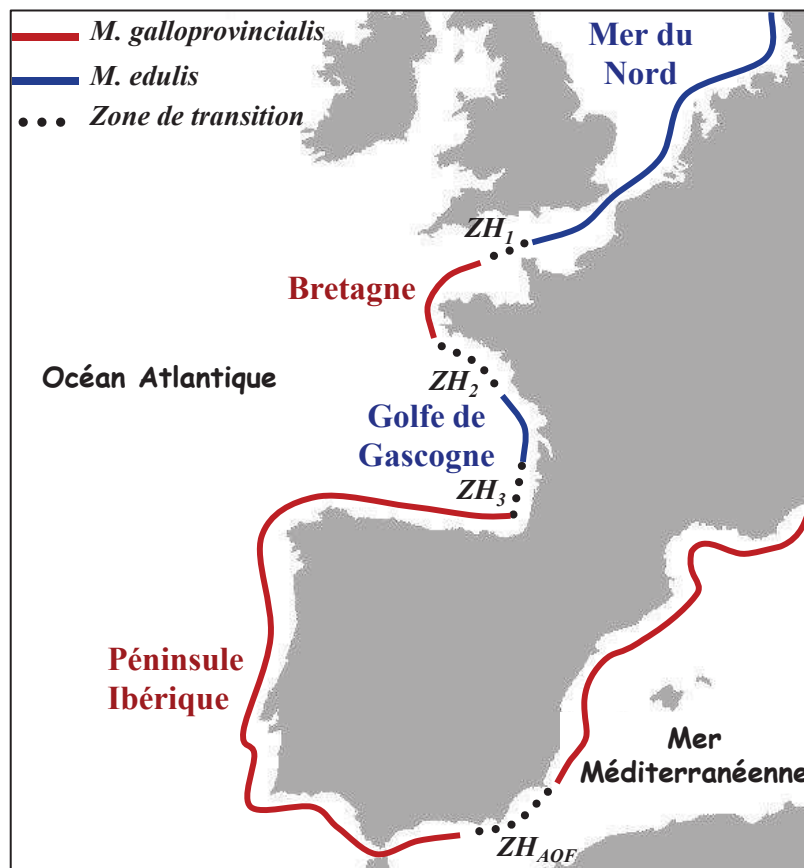 M. galloprovincialis
M. edulis
Zone de transition
Mer du
Nord
ZH1
Bretagne
Océan Atlantique
ZH2
Golfe de
Gascogne
ZH3
Péninsule
Ibérique
Mer
Méditerranéenne
ZHAOF